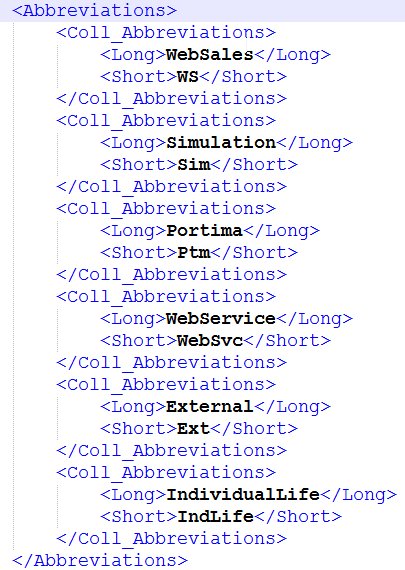 <Abbreviations>
<Coll_Abbreviations>
<Long>WebSales</Long>
<Short>WS</Short>
</Coll_Abbreviations>
<Coll_Abbreviations>
<Long>Simulation</Long>
<Short>Sim</Short>
</Coll_Abbreviations>
<Coll_Abbreviations>
<Long>Portima</Long>
<Short>Ptm</Short>
</Coll_Abbreviations>
<Coll_Abbreviations>
<Long>WebService</Long>
<Short>WebSvc</Short>
</Coll_Abbreviations>
<Coll_Abbreviations>
<Long>External</Long>
<Short>Ext</Short>
</Coll_Abbreviations>
<Coll_Abbreviations>
<Long>IndividualLife</Long>
<Short>IndLife</Short>
</Coll_Abbreviations>
</Abbreviations>